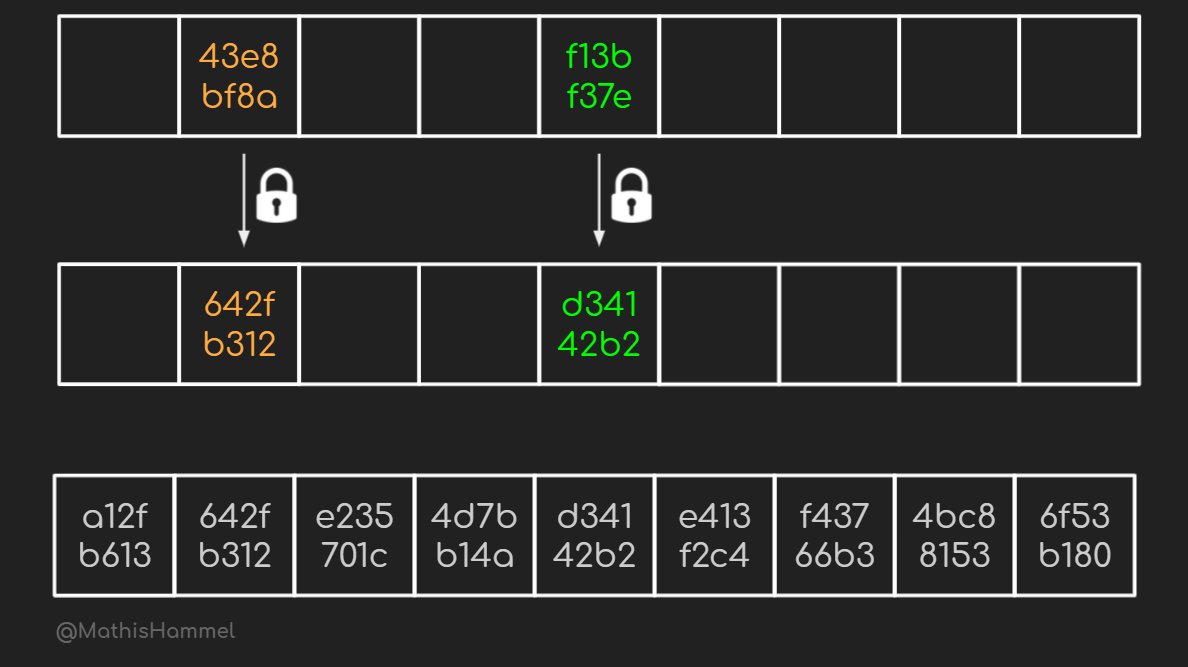 43e8
bf8a
f13b
f37e
642f
b312
d341
42b2
a12f
b613
642f
b312
e235
701c
4d7b
b14a
d341
42b2
e413
f2c4
f437
66b3
4bc8
8153
6f53
b180
@MathisHammel